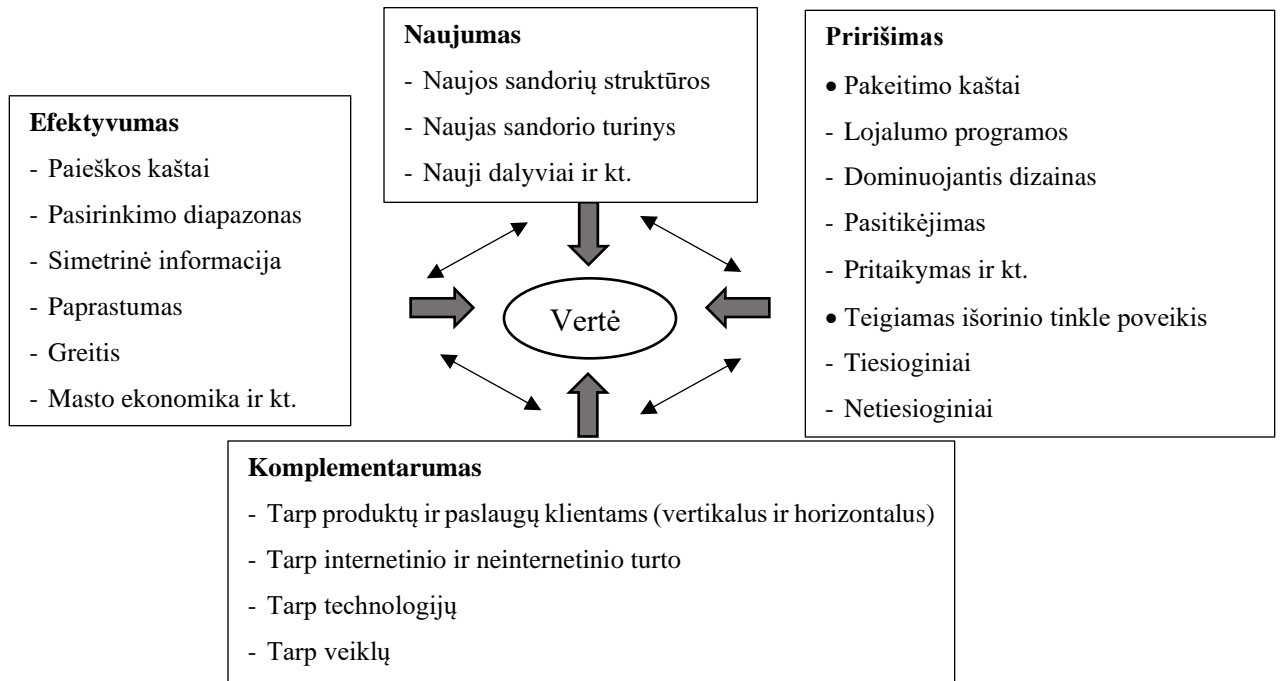 Naujumas
- Naujos sandorių struktūros
- Naujas sandorio turinys
- Nauji dalyviai ir kt.
Pririšimas
• Pakeitimo kaštai
- Lojalumo programos
- Dominuojantis dizainas
- Pasitikėjimas
- Pritaikymas ir kt.
• Teigiamas išorinio tinkle poveikis
- Tiesioginiai
- Netiesioginiai
Efektyvumas
- Paieškos kaštai
- Pasirinkimo diapazonas
- Simetrinė informacija
- Paprastumas
- Greitis
- Masto ekonomika ir kt.
Vertė
Komplementarumas
- Tarp produktų ir paslaugų klientams (vertikalus ir horizontalus)
- Tarp internetinio ir neinternetinio turto
- Tarp technologijų
- Tarp veiklų